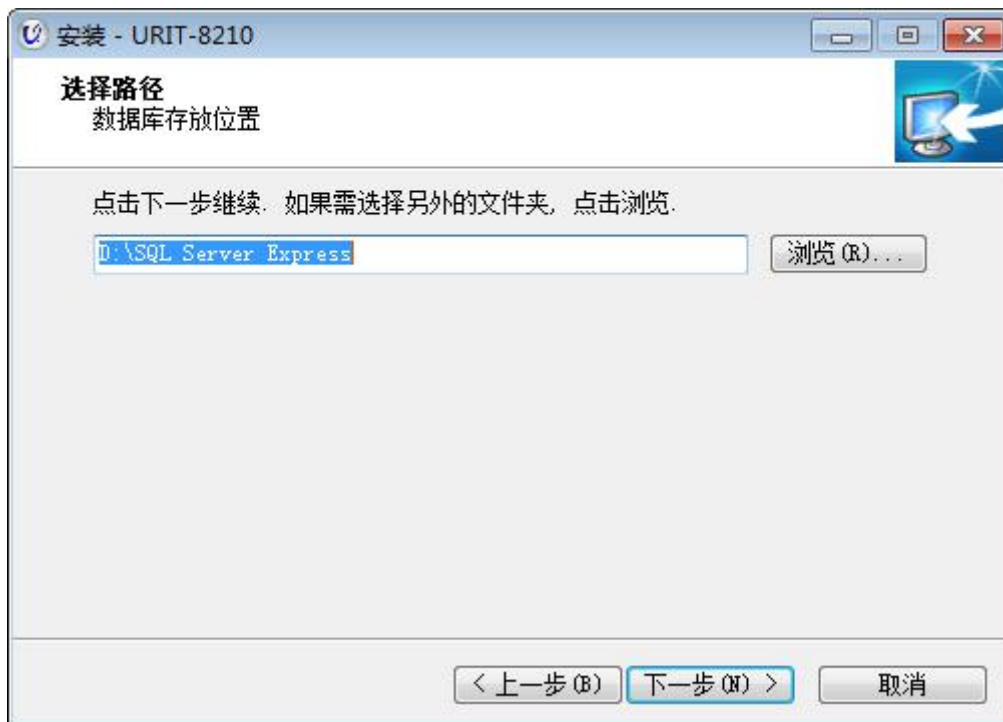 安装 - URIT-8210
选择路径
数据库存放位置
点击下一步继续. 如果需选择另外的文件夹, 点击浏览.
D:\SQL Server Express
浏览(R)...
< 上一步(B)
下一步(N) >
取消